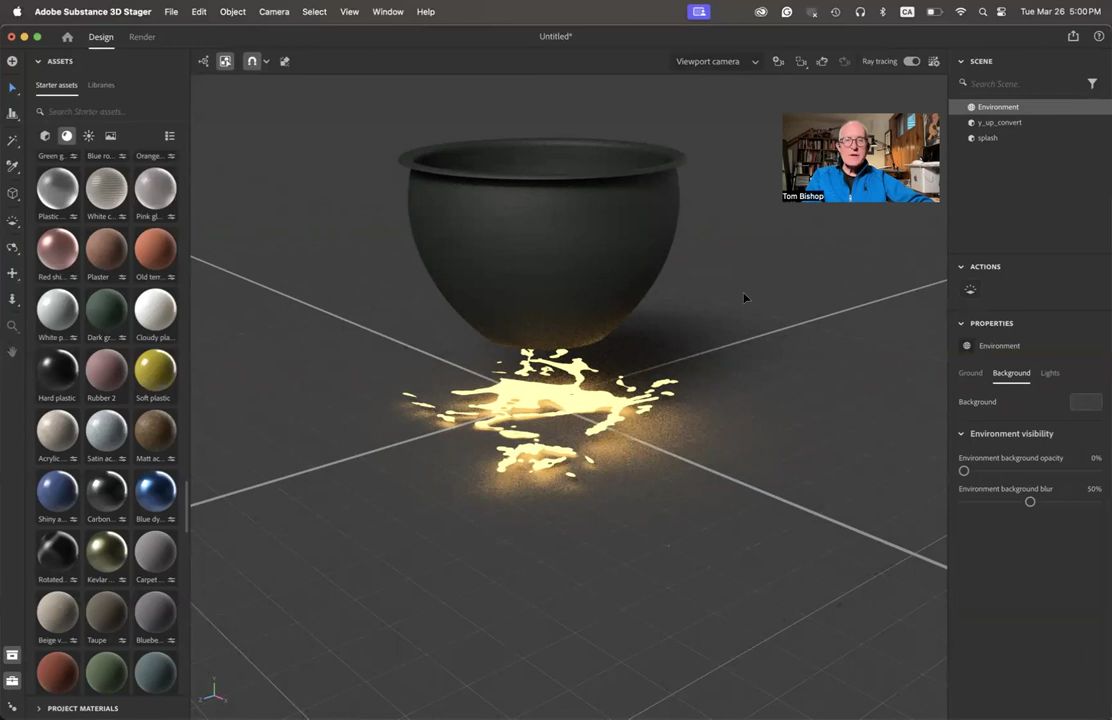 Adobe Substance 3D Stager File Edit Object Camera Select View Window Help CA Tue Mar 26 5:00 PM
Design Render Untitled*
ASSETS
Viewport camera Ray tracing
SCENE
Starter assets Libraries
Search Starter assets...
Search Scene...
Environment
y_up_convert
splash
Tom Bishop
Green g... Blue ro... Orange...
Plastic... White c... Pink gl...
Red shi... Plaster Old terr...
White p... Dark gr... Cloudy pla...
Hard plastic Rubber 2 Soft plastic
Acrylic... Satin ac... Matt ac...
Shiny a... Carbon... Blue dy...
Rotated... Kevlar... Carpet...
Beige v... Taupe Bluebe...
PROJECT MATERIALS
ACTIONS
PROPERTIES
Environment
Ground Background Lights
Background
Environment visibility
Environment background opacity 0%
Environment background blur 50%
Y
Z X